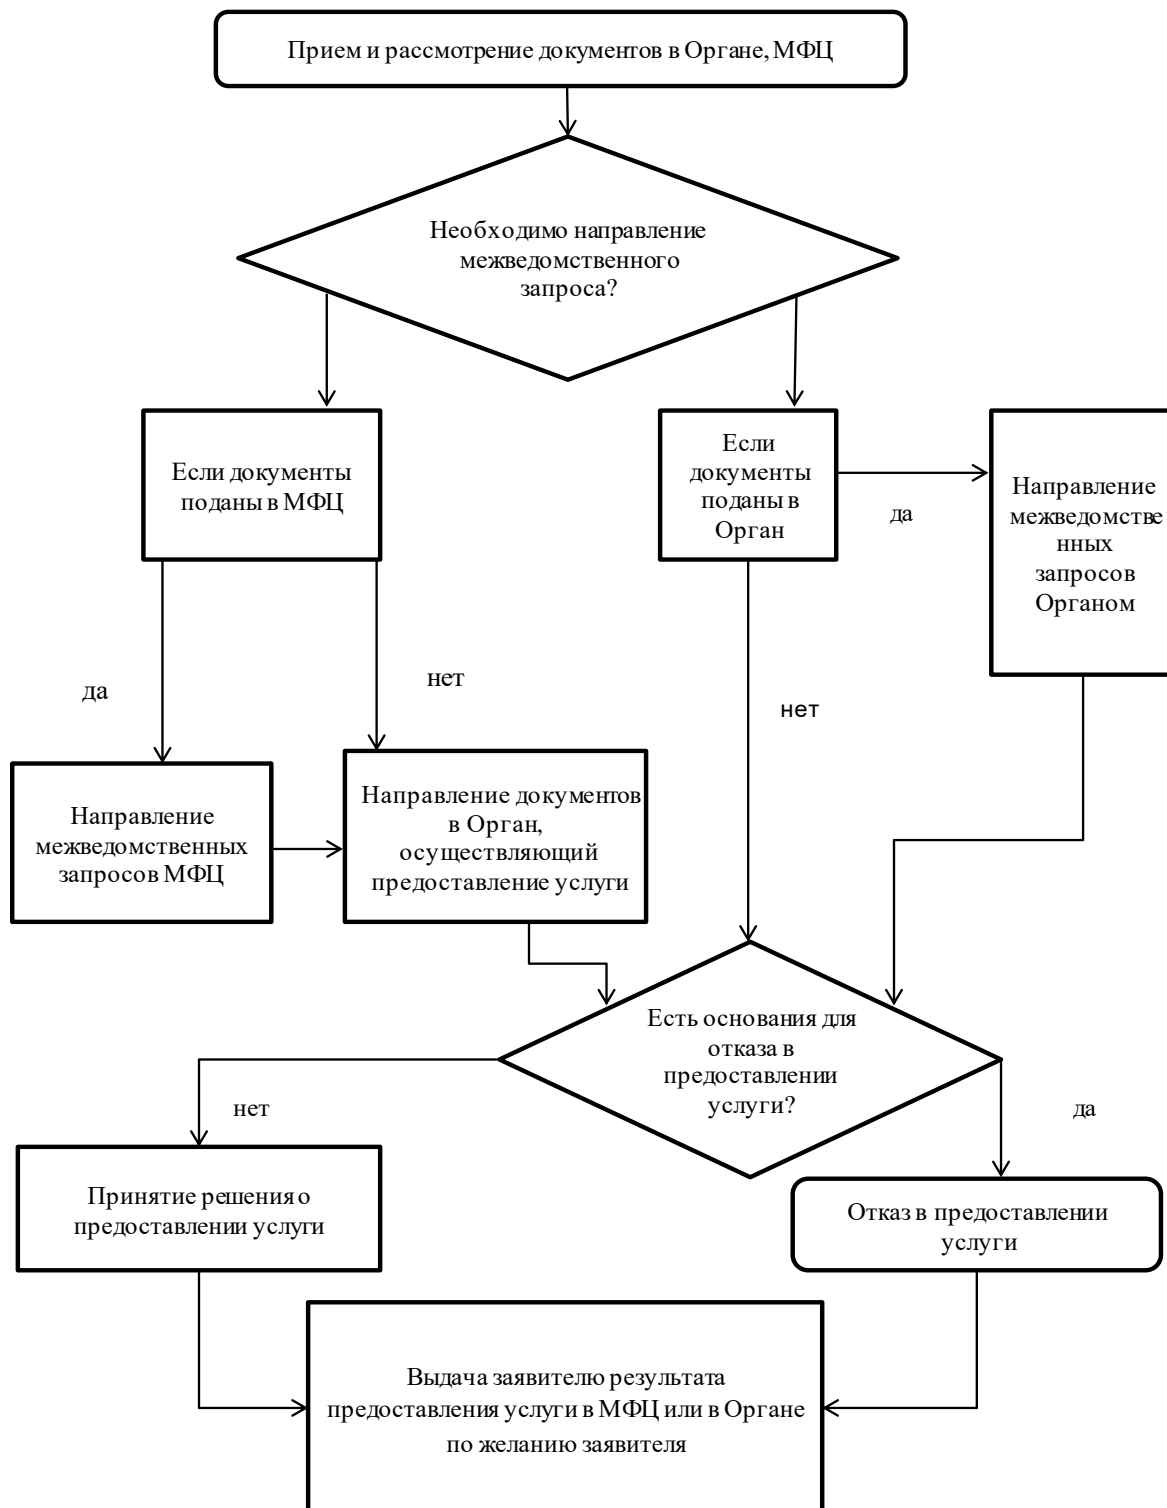 Прием и рассмотрение документов в Органе, МФЦ
Необходимо направление
межведомственного
запроса?
Если документы
поданы в МФЦ
Если
документы
поданы в
Орган
да
Направление
межведомстве
нных
запросов
Органом
да
нет
нет
Направление
межведомственных
запросов МФЦ
Направление документов
в Орган,
осуществляющий
предоставление услуги
Есть основания для
отказа в
предоставлении
услуги?
нет
да
Принятие решения о
предоставлении услуги
Отказ в предоставлении
услуги
Выдача заявителю результата
предоставления услуги в МФЦ или в Органе
по желанию заявителя